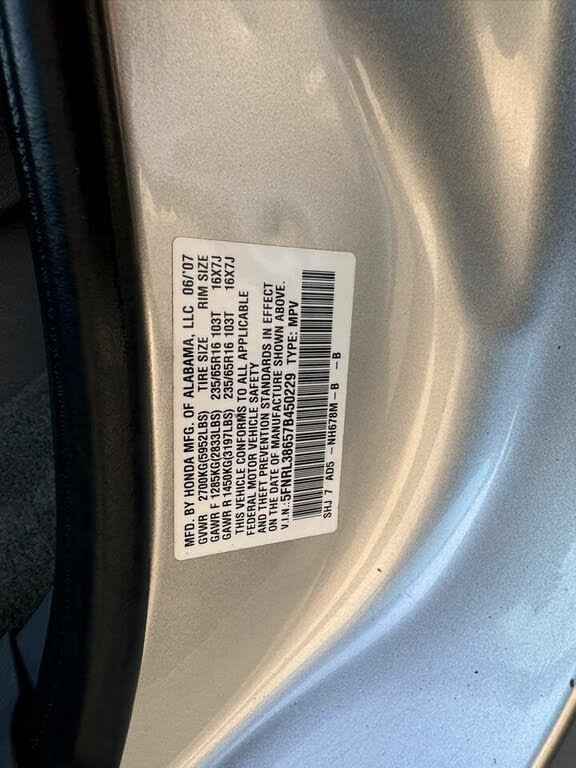 MFD. BY HONDA MFG. OF ALABAMA, LLC 06/'07
GVWR 2700KG(5952LBS) TIRE SIZE RIM SIZE
GAWR F 1285KG(2833LBS) 235/65R16 103T 16X7J
GAWR R 1450KG(3197LBS) 235/65R16 103T 16X7J
THIS VEHICLE CONFORMS TO ALL APPLICABLE
FEDERAL MOTOR VEHICLE SAFETY
AND THEFT PREVENTION STANDARDS IN EFFECT
ON THE DATE OF MANUFACTURE SHOWN ABOVE.
V.I.N.:5FNRL38657B450229 TYPE: MPV
SHJ 7 AD5 -NH678M -B -B